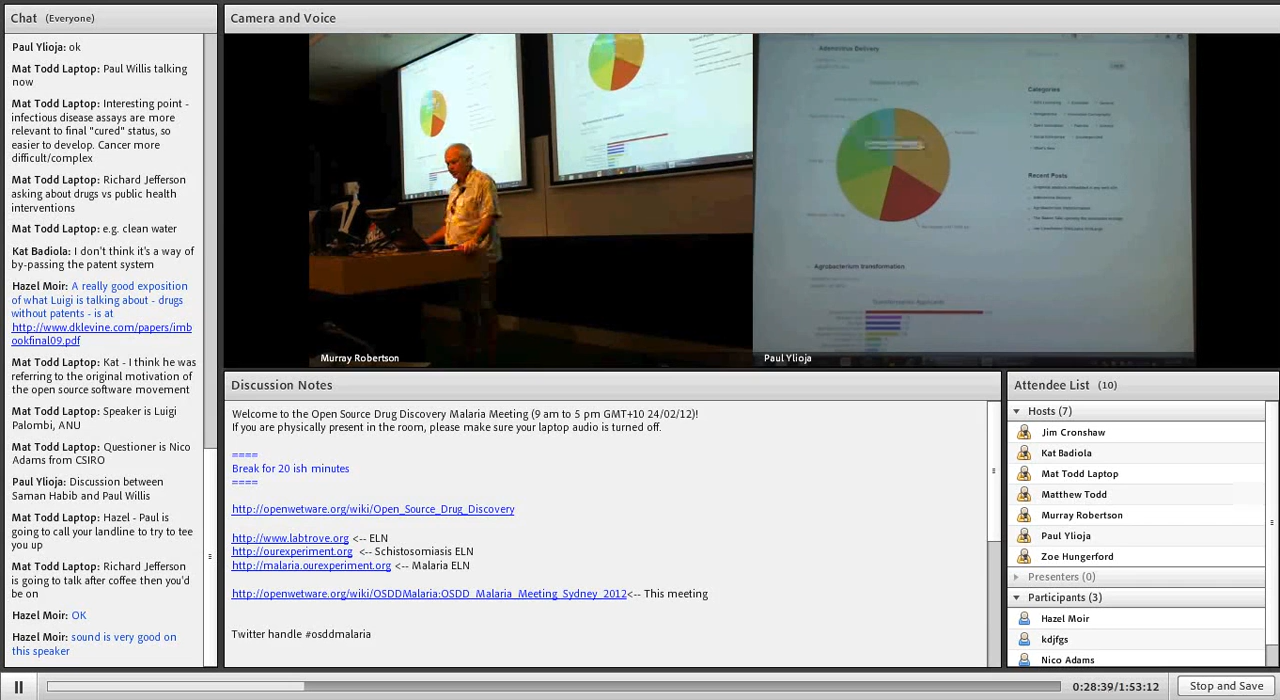 Chat (Everyone)
Paul Ylioja: ok
Mat Todd Laptop: Paul Willis talking
now
Mat Todd Laptop: Interesting point -
infectious disease assays are more
relevant to final "cured" status, so
easier to develop. Cancer more
difficult/complex
Mat Todd Laptop: Richard Jefferson
asking about drugs vs public health
interventions
Mat Todd Laptop: e.g. clean water
Kat Badiola: I don't think it's a way of
by-passing the patent system
Hazel Moir: A really good exposition
of what Luigi is talking about - drugs
without patents - is at
http://www.dklevine.com/papers/imb
ookfinal09.pdf
Mat Todd Laptop: Kat - I think he was
referring to the original motivation of
the open source software movement
Mat Todd Laptop: Speaker is Luigi
Palombi, ANU
Mat Todd Laptop: Questioner is Nico
Adams from CSIRO
Paul Ylioja: Discussion between
Saman Habib and Paul Willis
Mat Todd Laptop: Hazel - Paul is
going to call your landline to try to tee
you up
Mat Todd Laptop: Richard Jefferson
is going to talk after coffee then you'd
be on
Hazel Moir: OK
Hazel Moir: sound is very good on
this speaker
Camera and Voice
Murray Robertson
Paul Ylioja
Categories
Recent Posts
Agrobacterium transformation
Discussion Notes
Welcome to the Open Source Drug Discovery Malaria Meeting (9 am to 5 pm GMT+10 24/02/12)!
If you are physically present in the room, please make sure your laptop audio is turned off.
====
Break for 20 ish minutes
====
http://openwetware.org/wiki/Open_Source_Drug_Discovery
http://www.labtrove.org <-- ELN
http://ourexperiment.org <-- Schistosomiasis ELN
http://malaria.ourexperiment.org <-- Malaria ELN
http://openwetware.org/wiki/OSDDMalaria:OSDD_Malaria_Meeting_Sydney_2012<-- This meeting
Twitter handle #osddmalaria
Attendee List (10)
Hosts (7)
Jim Cronshaw
Kat Badiola
Mat Todd Laptop
Matthew Todd
Murray Robertson
Paul Ylioja
Zoe Hungerford
Presenters (0)
Participants (3)
Hazel Moir
kdjfgs
Nico Adams
0:28:39/1:53:12
Stop and Save